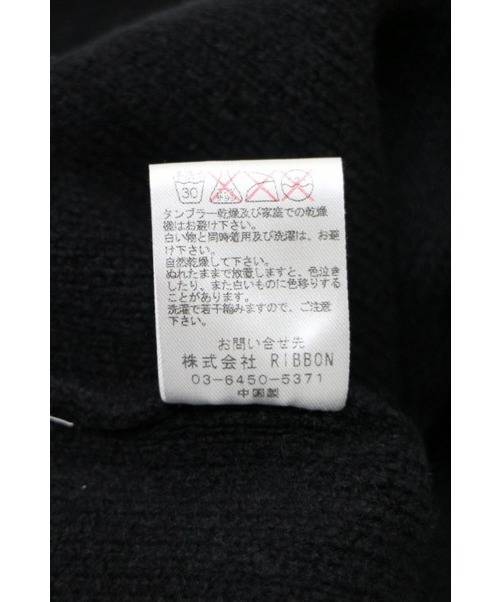 30
タンブラー乾燥及び家庭での乾燥
機はお避け下さい。
白い物と同時着用及び洗濯は、お避
け下さい。
自然乾燥して下さい。
ぬれたままで放置しますと、色泣き
したり、また白いものに色移りする
ことがあります。
洗濯で若干縮みますので、ご注意
下さい。
お問い合せ先
株式会社 RIBBON
03-6450-5371
中国製